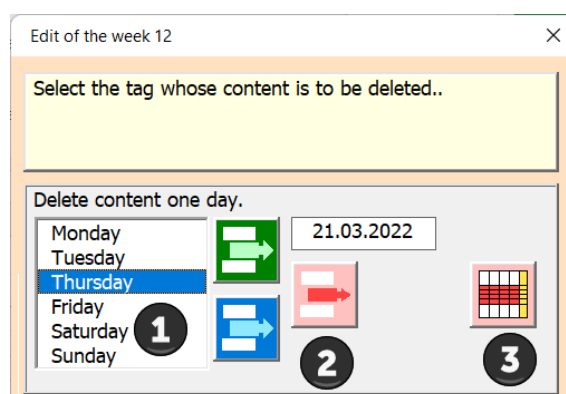 Edit of the week 12
Select the tag whose content is to be deleted..
Delete content one day.
Monday
Tuesday
Thursday
Friday
Saturday
Sunday
21.03.2022
1
2
3